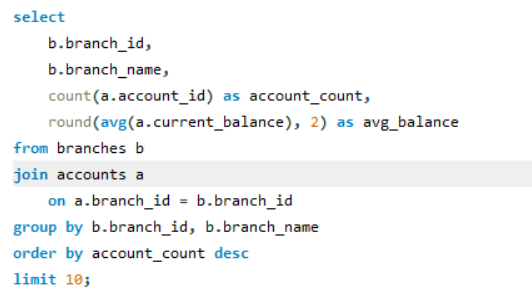 select
    b.branch_id,
    b.branch_name,
    count(a.account_id) as account_count,
    round(avg(a.current_balance), 2) as avg_balance
from branches b
join accounts a
    on a.branch_id = b.branch_id
group by b.branch_id, b.branch_name
order by account_count desc
limit 10;